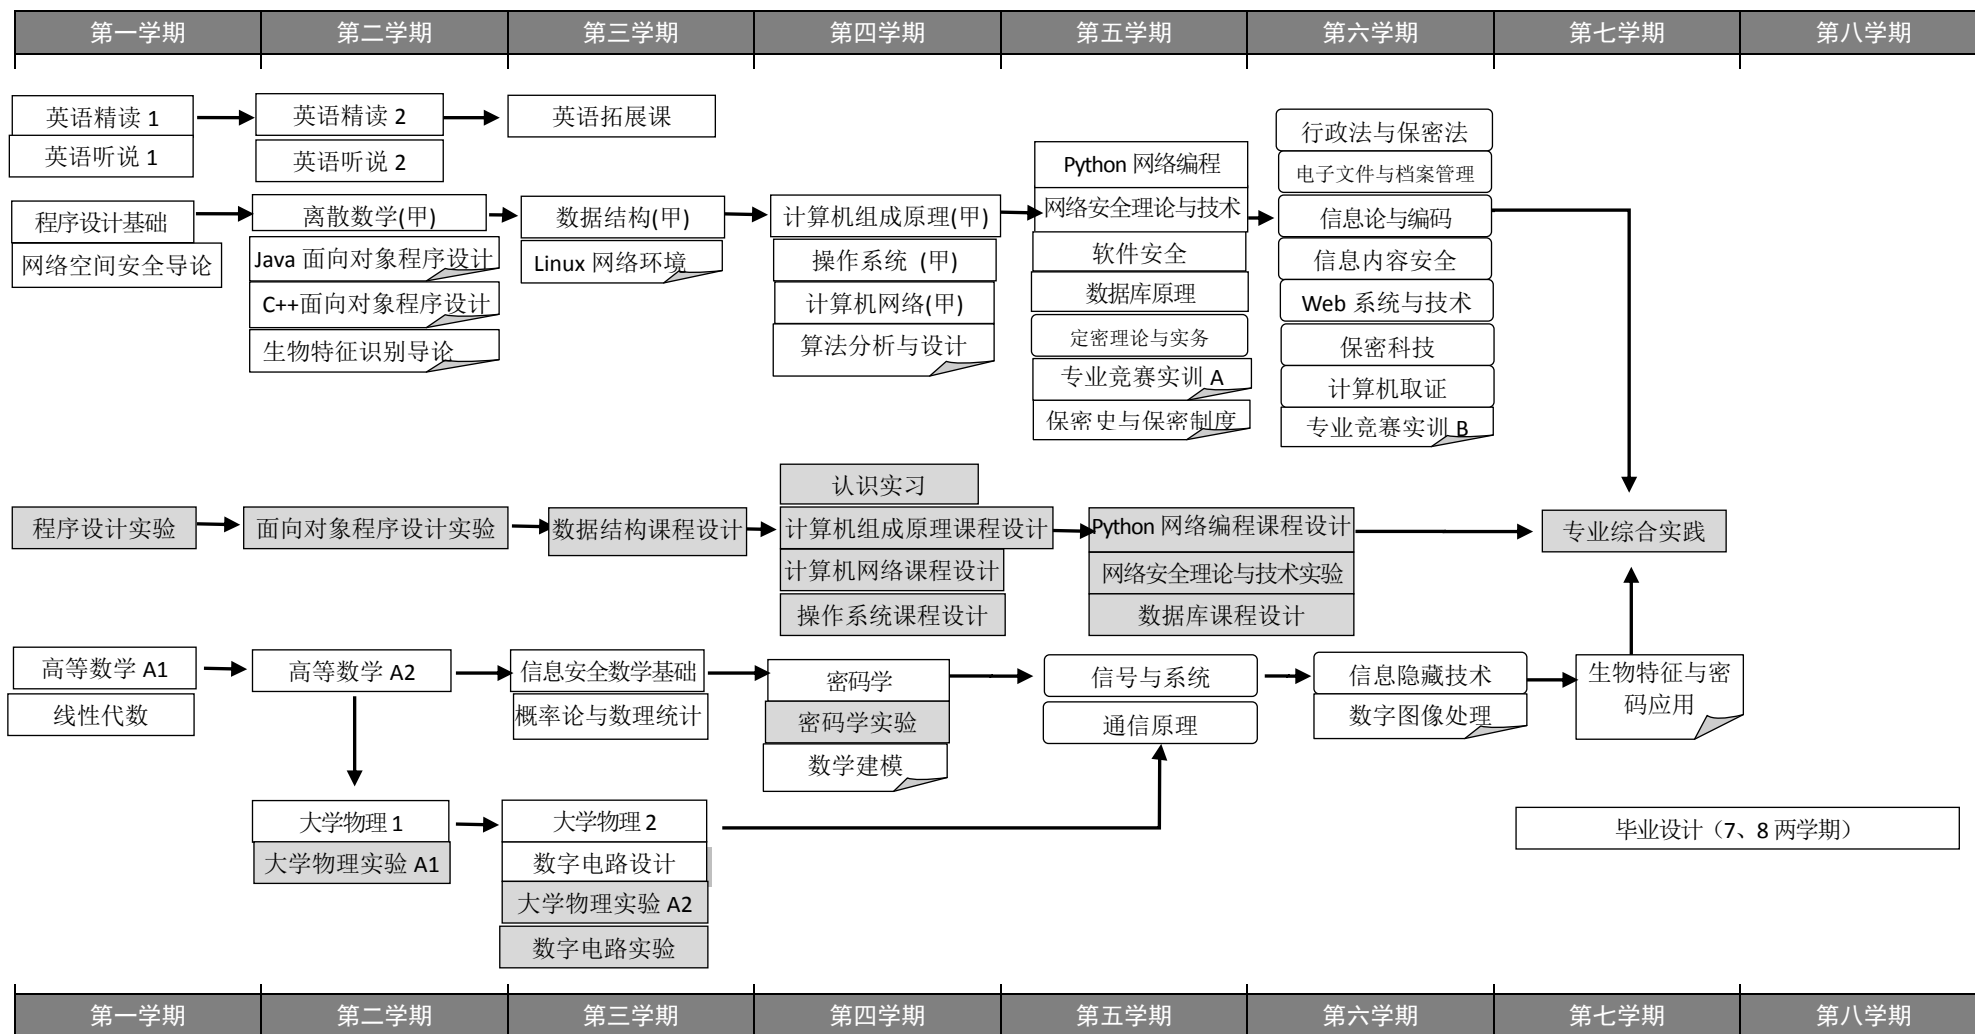 第一学期
第二学期
第三学期
第四学期
第五学期
第六学期
第七学期
第八学期
英语精读 1
英语听说 1
英语精读 2
英语听说 2
英语拓展课
程序设计基础
网络空间安全导论
离散数学(甲)
Java 面向对象程序设计
C++面向对象程序设计
生物特征识别导论
数据结构(甲)
Linux 网络环境
计算机组成原理(甲)
操作系统 (甲)
计算机网络(甲)
算法分析与设计
Python 网络编程
网络安全理论与技术
软件安全
数据库原理
定密理论与实务
专业竞赛实训 A
保密史与保密制度
行政法与保密法
电子文件与档案管理
信息论与编码
信息内容安全
Web 系统与技术
保密科技
计算机取证
专业竞赛实训 B
程序设计实验
面向对象程序设计实验
数据结构课程设计
认识实习
计算机组成原理课程设计
计算机网络课程设计
操作系统课程设计
Python 网络编程课程设计
网络安全理论与技术实验
数据库课程设计
专业综合实践
高等数学 A1
线性代数
高等数学 A2
信息安全数学基础
概率论与数理统计
密码学
密码学实验
数学建模
信号与系统
通信原理
信息隐藏技术
数字图像处理
生物特征与密
码应用
大学物理 1
大学物理实验 A1
大学物理 2
数字电路设计
大学物理实验 A2
数字电路实验
毕业设计（7、8 两学期）
第一学期
第二学期
第三学期
第四学期
第五学期
第六学期
第七学期
第八学期